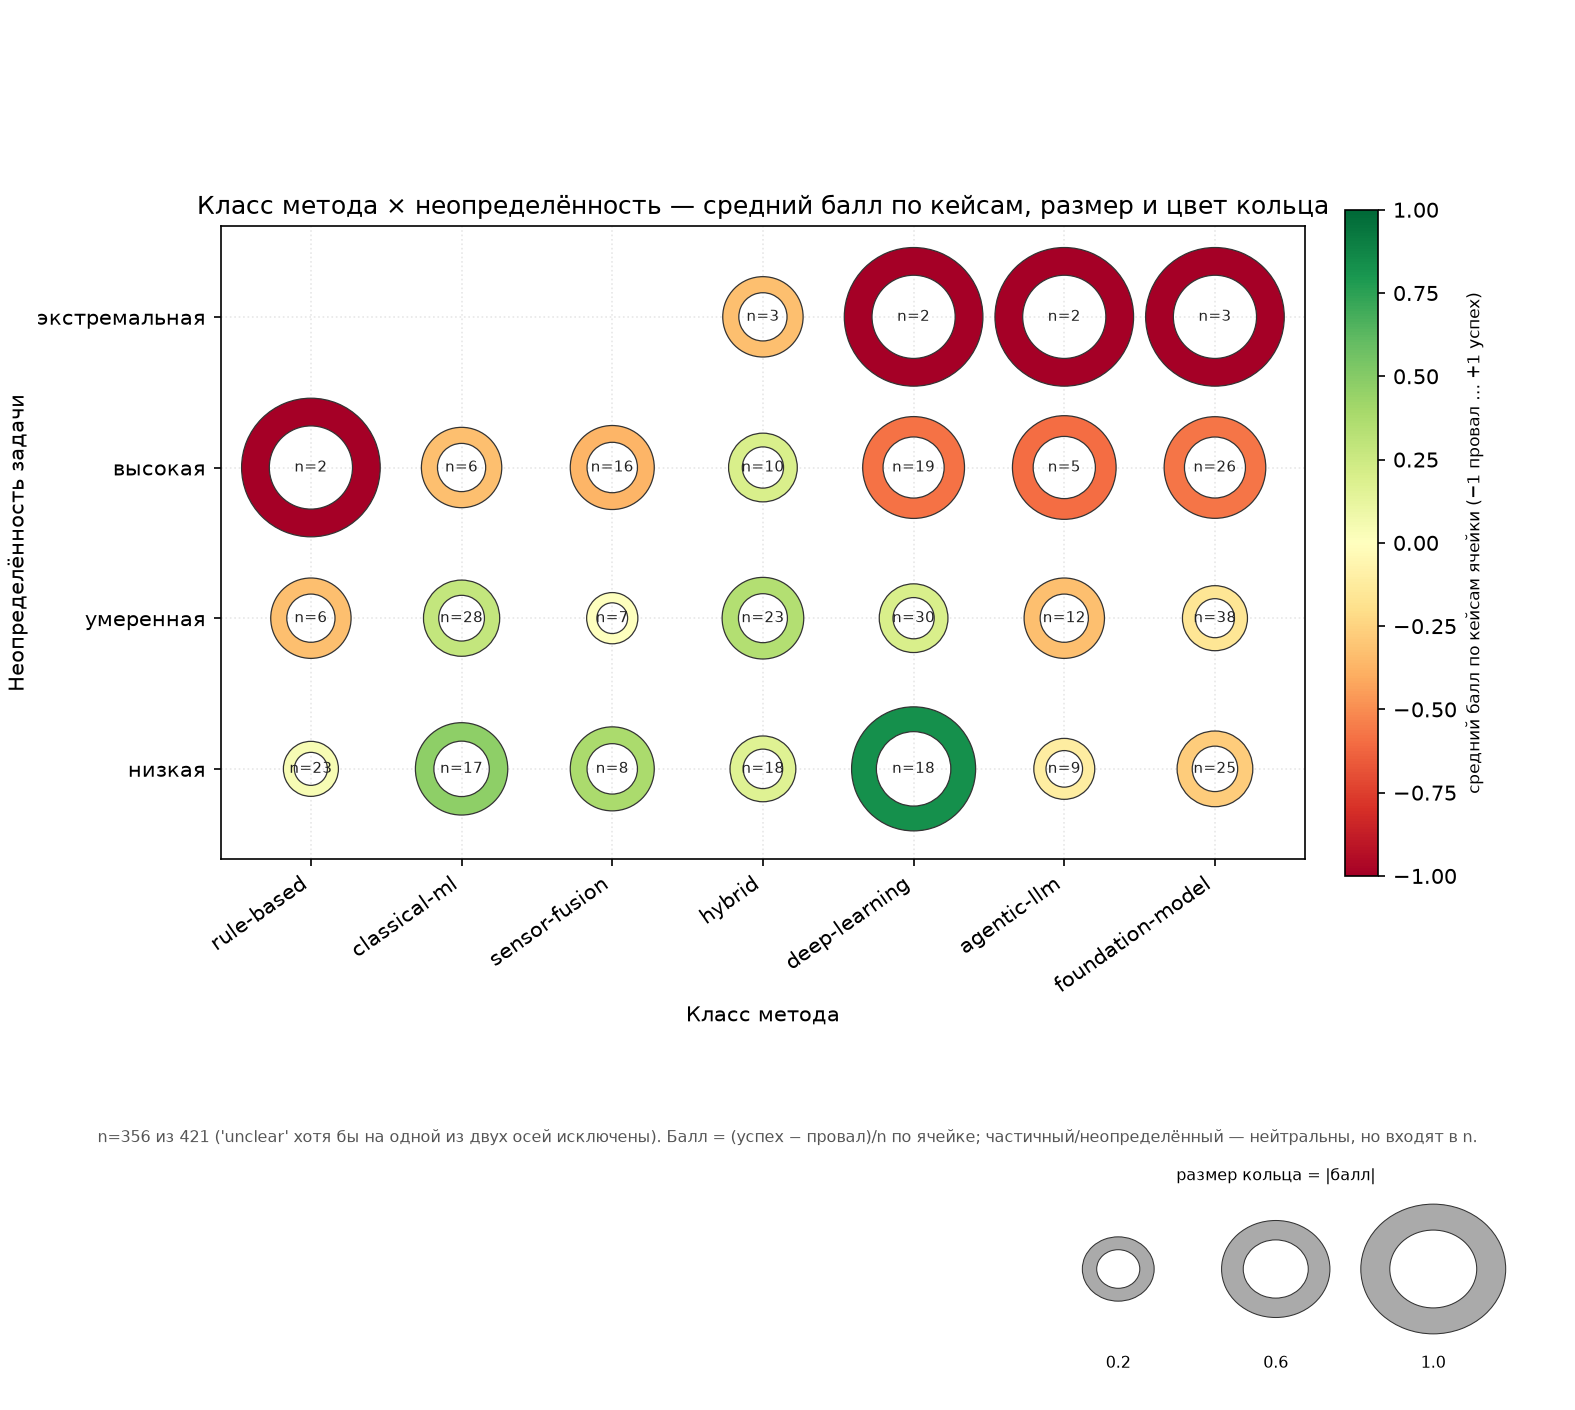 Класс метода × неопределённость — средний балл по кейсам, размер и цвет кольца
Неопределённость задачи
экстремальная
n=3
n=2
n=2
n=3
высокая
n=2
n=6
n=16
n=10
n=19
n=5
n=26
умеренная
n=6
n=28
n=7
n=23
n=30
n=12
n=38
низкая
n=23
n=17
n=8
n=18
n=18
n=9
n=25
rule-based
classical-ml
sensor-fusion
hybrid
deep-learning
agentic-llm
foundation-model
Класс метода
1.00
0.75
0.50
0.25
0.00
−0.25
−0.50
−0.75
−1.00
средний балл по кейсам ячейки (−1 провал ... +1 успех)
n=356 из 421 ('unclear' хотя бы на одной из двух осей исключены). Балл = (успех − провал)/n по ячейке; частичный/неопределённый — нейтральны, но входят в n.
размер кольца = |балл|
0.2
0.6
1.0